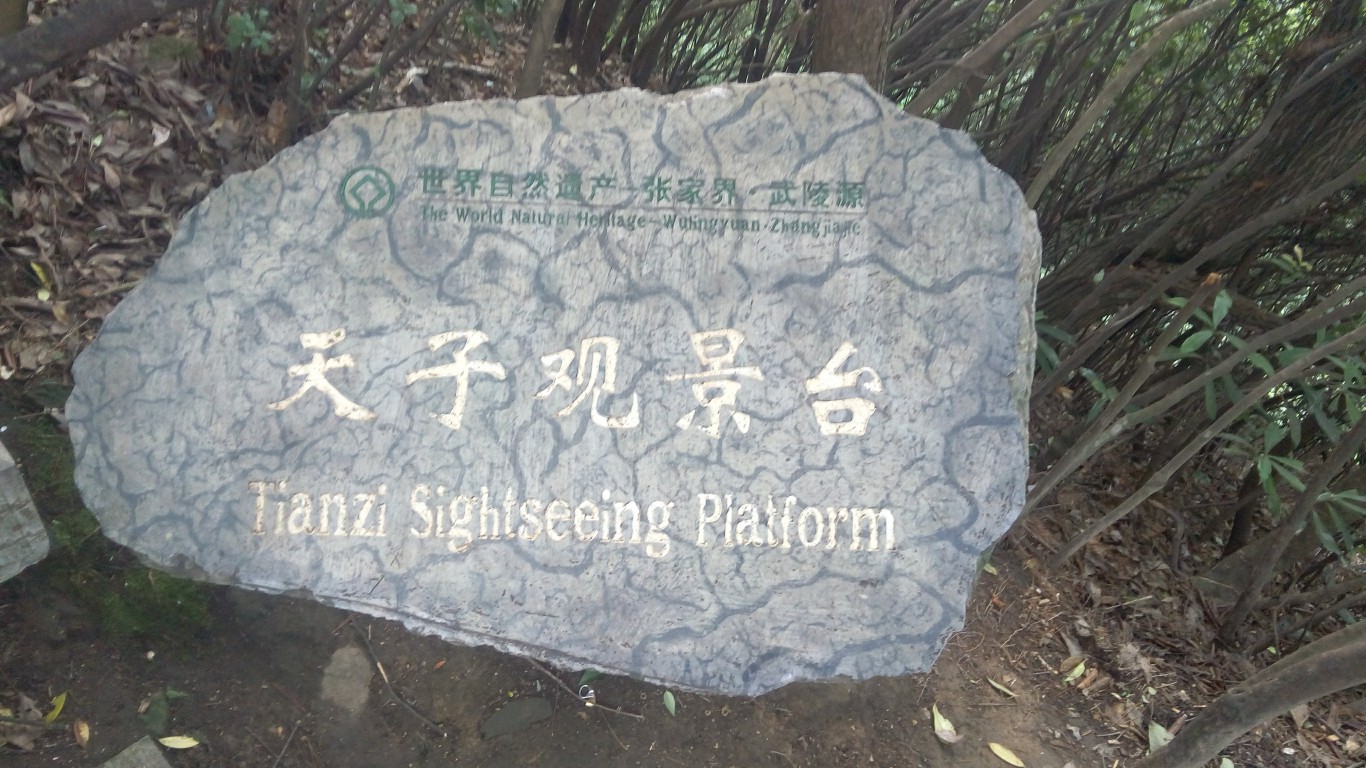 世界自然遗产-张家界·武陵源
The World Natural Heritage-Wulingyuan·Zhangjiajie
天子观景台
Tianzi Sightseeing Platform